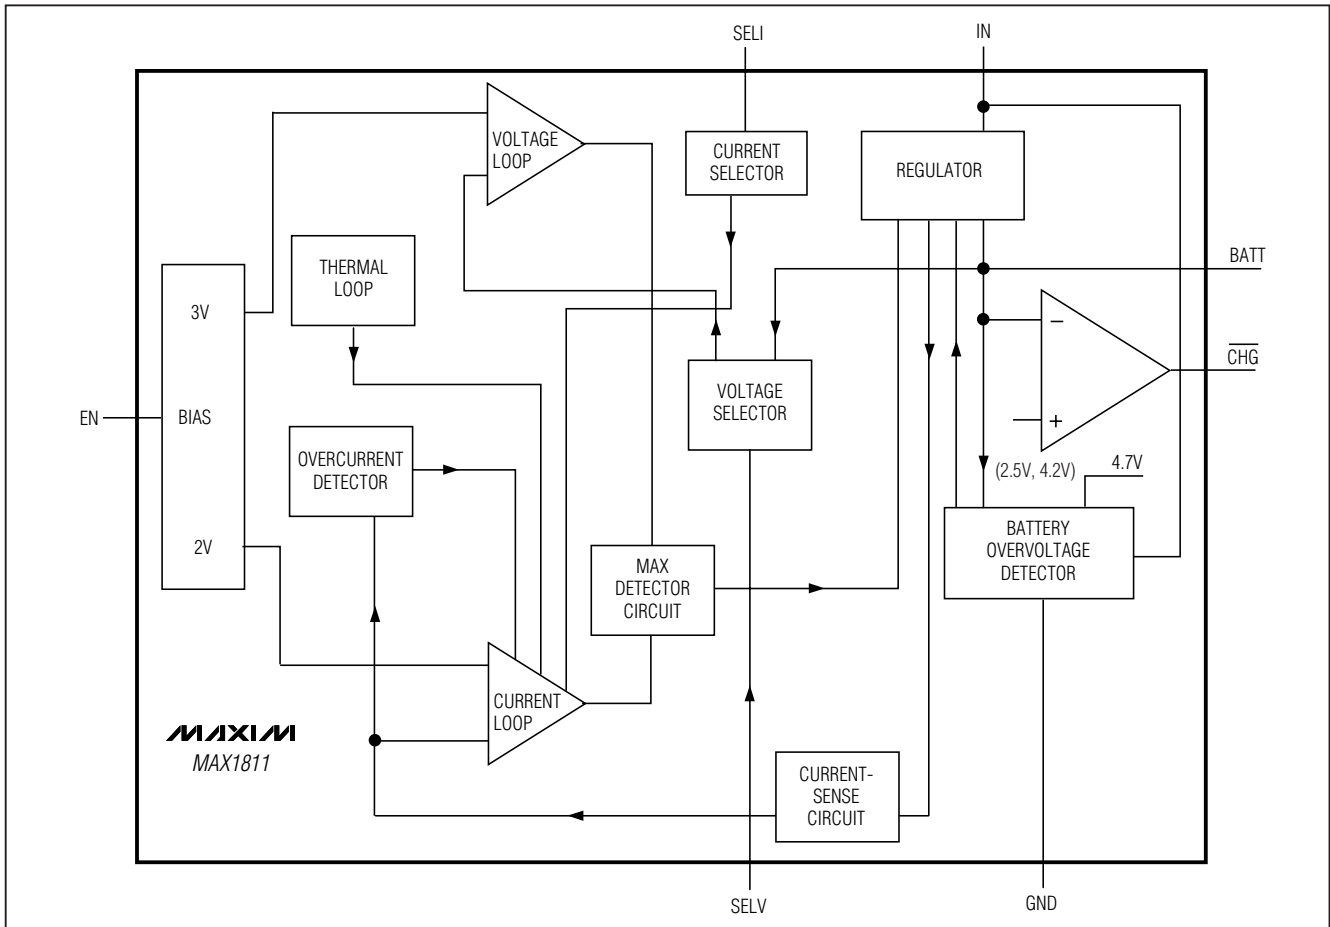 SELI
IN
VOLTAGE
LOOP
CURRENT
SELECTOR
REGULATOR
THERMAL
LOOP
BATT
3V
−
CHG
EN
BIAS
VOLTAGE
SELECTOR
+
OVERCURRENT
DETECTOR
(2.5V, 4.2V)
4.7V
2V
BATTERY
OVERVOLTAGE
DETECTOR
MAX
DETECTOR
CIRCUIT
CURRENT
LOOP
MAXIM
MAX1811
CURRENT-
SENSE
CIRCUIT
SELV
GND